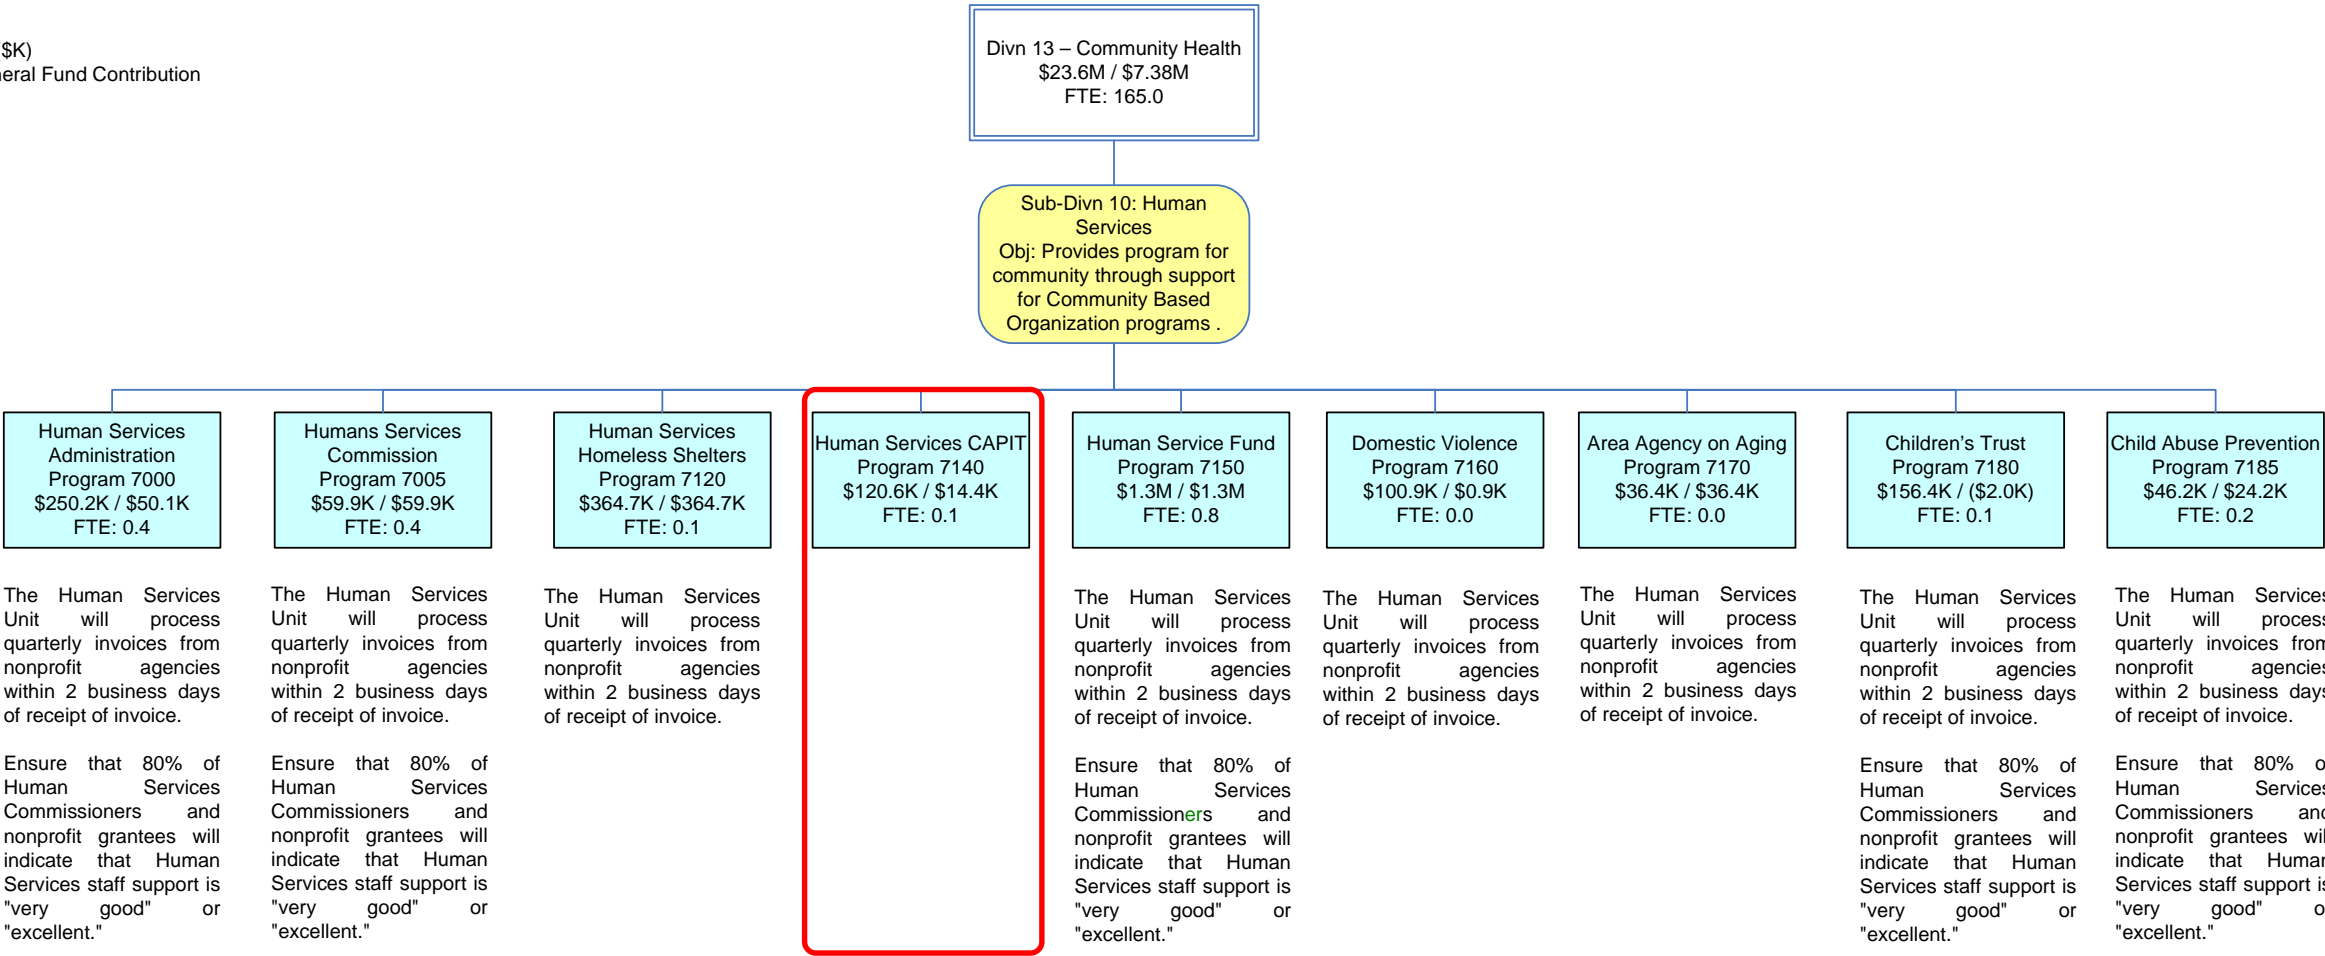 $K)
eral Fund Contribution
Divn 13 – Community Health
$23.6M / $7.38M
FTE: 165.0
Sub-Divn 10: Human
Services
Obj: Provides program for
community through support
for Community Based
Organization programs .
Human Services
Administration
Program 7000
$250.2K / $50.1K
FTE: 0.4
Humans Services
Commission
Program 7005
$59.9K / $59.9K
FTE: 0.4
Human Services
Homeless Shelters
Program 7120
$364.7K / $364.7K
FTE: 0.1
Human Services CAPIT
Program 7140
$120.6K / $14.4K
FTE: 0.1
Human Service Fund
Program 7150
$1.3M / $1.3M
FTE: 0.8
Domestic Violence
Program 7160
$100.9K / $0.9K
FTE: 0.0
Area Agency on Aging
Program 7170
$36.4K / $36.4K
FTE: 0.0
Children's Trust
Program 7180
$156.4K / ($2.0K)
FTE: 0.1
Child Abuse Prevention
Program 7185
$46.2K / $24.2K
FTE: 0.2
The Human Services
Unit will process
quarterly invoices from
nonprofit agencies
within 2 business days
of receipt of invoice.
Ensure that 80% of
Human Services
Commissioners and
nonprofit grantees will
indicate that Human
Services staff support is
"very good" or
"excellent."
The Human Services
Unit will process
quarterly invoices from
nonprofit agencies
within 2 business days
of receipt of invoice.
Ensure that 80% of
Human Services
Commissioners and
nonprofit grantees will
indicate that Human
Services staff support is
"very good" or
"excellent."
The Human Services
Unit will process
quarterly invoices from
nonprofit agencies
within 2 business days
of receipt of invoice.
The Human Services
Unit will process
quarterly invoices from
nonprofit agencies
within 2 business days
of receipt of invoice.
Ensure that 80% of
Human Services
Commissioners and
nonprofit grantees will
indicate that Human
Services staff support is
"very good" or
"excellent."
The Human Services
Unit will process
quarterly invoices from
nonprofit agencies
within 2 business days
of receipt of invoice.
The Human Services
Unit will process
quarterly invoices from
nonprofit agencies
within 2 business days
of receipt of invoice.
The Human Services
Unit will process
quarterly invoices from
nonprofit agencies
within 2 business days
of receipt of invoice.
Ensure that 80% of
Human Services
Commissioners and
nonprofit grantees will
indicate that Human
Services staff support is
"very good" or
"excellent."
The Human Services
Unit will process
quarterly invoices from
nonprofit agencies
within 2 business days
of receipt of invoice.
Ensure that 80% of
Human Services
Commissioners and
nonprofit grantees will
indicate that Human
Services staff support is
"very good" o
"excellent."